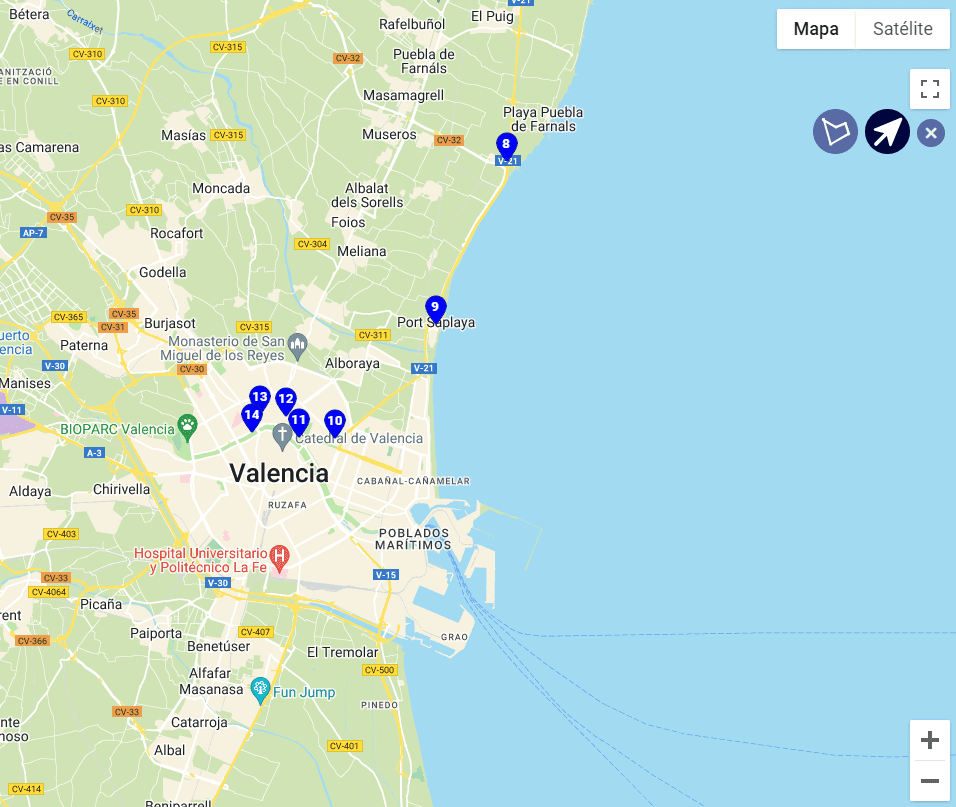 V-21
Bétera
Carraixet
El Puig
Rafelbuñol
Mapa
Satélite
CV-315
CV-310
Puebla de
Farnáls
CV-32
ANITZACIÓ
E EN CONILL
Masamagrell
CV-310
Playa Puebla
de Farnals
Masías
CV-315
Museros
CV-32
8
V-21
as Camarena
Moncada
Albalat
dels Sorells
CV-310
CV-35
Foios
AP-7
Rocafort
CV-304
Meliana
Godella
9
CV-365
CV-35
CV-31
Burjasot
CV-315
Port Saplaya
uerto
encia
Paterna
Monasterio de San
Miguel de los Reyes
CV-311
V-30
CV-30
Alboraya
V-21
Manises
13
12
V-11
14
11
10
BIOPARC Valencia
Catedral de Valencia
A-3
Valencia
CABAÑAL-CAÑAMELAR
Aldaya
Chirivella
RUZAFA
CV-403
POBLADOS
MARÍTIMOS
Hospital Universitario
y Politécnico La Fe
H
CV-33
V-30
V-15
CV-4064
Picaña
rent
CV-366
Paiporta
CV-407
GRAO
Benetúser
El Tremolar
Alfafar
CV-500
Masanasa
Fun Jump
CV-33
PINEDO
nte
noso
Catarroja
Albal
CV-401
CV-414
Beniparrell